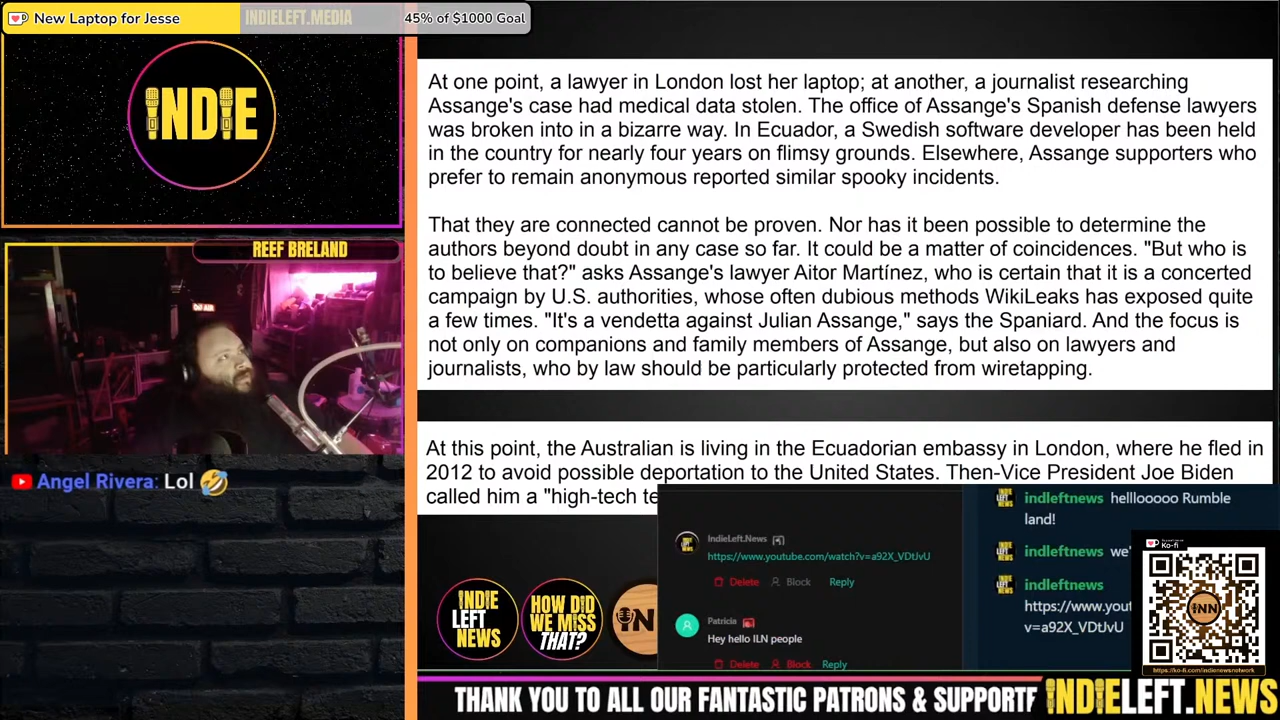 New Laptop for Jesse
INDIELEFT.MEDIA
45% of $1000 Goal
INDIE
REEF BRELAND
ON AIR
Angel Rivera: Lol 🤣
At one point, a lawyer in London lost her laptop; at another, a journalist researching
Assange's case had medical data stolen. The office of Assange's Spanish defense lawyers
was broken into in a bizarre way. In Ecuador, a Swedish software developer has been held
in the country for nearly four years on flimsy grounds. Elsewhere, Assange supporters who
prefer to remain anonymous reported similar spooky incidents.
That they are connected cannot be proven. Nor has it been possible to determine the
authors beyond doubt in any case so far. It could be a matter of coincidences. "But who is
to believe that?" asks Assange's lawyer Aitor Martínez, who is certain that it is a concerted
campaign by U.S. authorities, whose often dubious methods WikiLeaks has exposed quite
a few times. "It's a vendetta against Julian Assange," says the Spaniard. And the focus is
not only on companions and family members of Assange, but also on lawyers and
journalists, who by law should be particularly protected from wiretapping.
At this point, the Australian is living in the Ecuadorian embassy in London, where he fled in
2012 to avoid possible deportation to the United States. Then-Vice President Joe Biden
called him a "high-tech te
INDIE
LEFT
NEWS
HOW DID
WE MISS
THAT?
IN
IndieLeft.News
https://www.youtube.com/watch?v=a92X_VDtJvU
Delete Block Reply
Patricia
Hey hello ILN people
Delete Block Reply
indleftnews helllooooo Rumble
land!
indleftnews we'
indleftnews
https://www.yout
v=a92X_VDtJvU
Ko-fi
iNN
https://ko-fi.com/indienewsnetwork
THANK YOU TO ALL OUR FANTASTIC PATRONS & SUPPORTE
INDIELEFT.NEWS